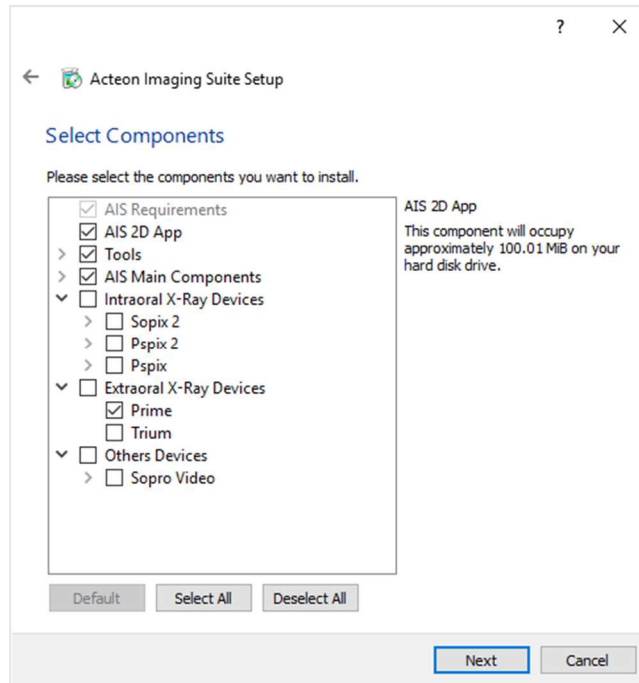 ?
Acteon Imaging Suite Setup
Select Components
Please select the components you want to install.
AIS Requirements
AIS 2D App
Tools
AIS Main Components
Intraoral X-Ray Devices
Sopix 2
Pspix 2
Pspix
Extraoral X-Ray Devices
Prime
Trium
Others Devices
Sopro Video
AIS 2D App
This component will occupy
approximately 100.01 MiB on your
hard disk drive.
Default Select All Deselect All
Next Cancel